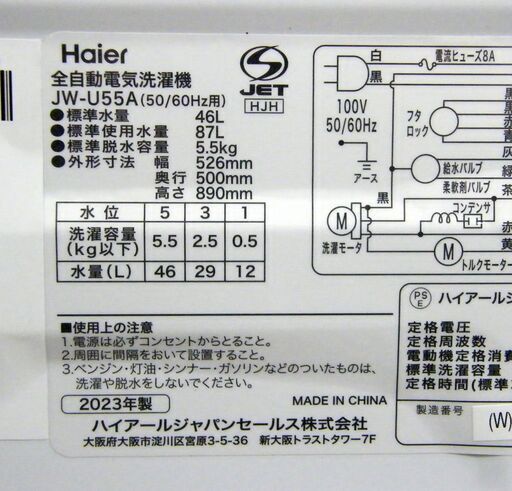 Haier
S JET
HJH
全自動電気洗濯機
JW-U55A(50/60Hz用)
●標準水量 46L
●標準使用水量 87L
●標準脱水容量 5.5kg
●外形寸法 幅 526mm
奥行 500mm
高さ 890mm
水位 5 3 1
洗濯容量(kg以下) 5.5 2.5 0.5
水量(L) 46 29 12
■使用上の注意
1.電源は必ずコンセントからとること。
2.周囲に間隔をおいて設置すること。
3.ベンジン・灯油・シンナー・ガソリンなどのついたものは、
洗濯や脱水をしないでください。
2023年製
MADE IN CHINA
ハイアールジャパンセールス株式会社
大阪府大阪市淀川区宮原3-5-36 新大阪トラストタワー7F
白
電流ヒューズ8A
黒
黒
100V
50/60Hz
アース
フタ
ロック
青
灰
給水バルブ
緑
柔軟剤バルブ
茶
コンデンサ
黒
M
洗濯モータ
赤
黄
M
トルクモーター
PS
E
ハイアールジ
定格電圧
定格周波数
電動機定格消費
標準洗濯容量
定格時間(標準
製造番号
(W)